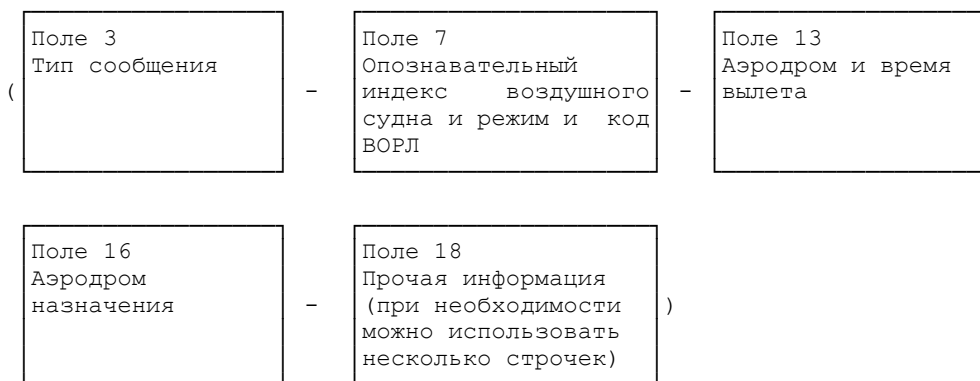 Поле 3
Тип сообщения
(
-
Поле 7
Опознавательный
индекс воздушного
судна и режим и код
ВОРЛ
-
Поле 13
Аэродром и время
вылета
Поле 16
Аэродром
назначения
-
Поле 18
Прочая информация
(при необходимости
можно использовать
несколько строчек)
)